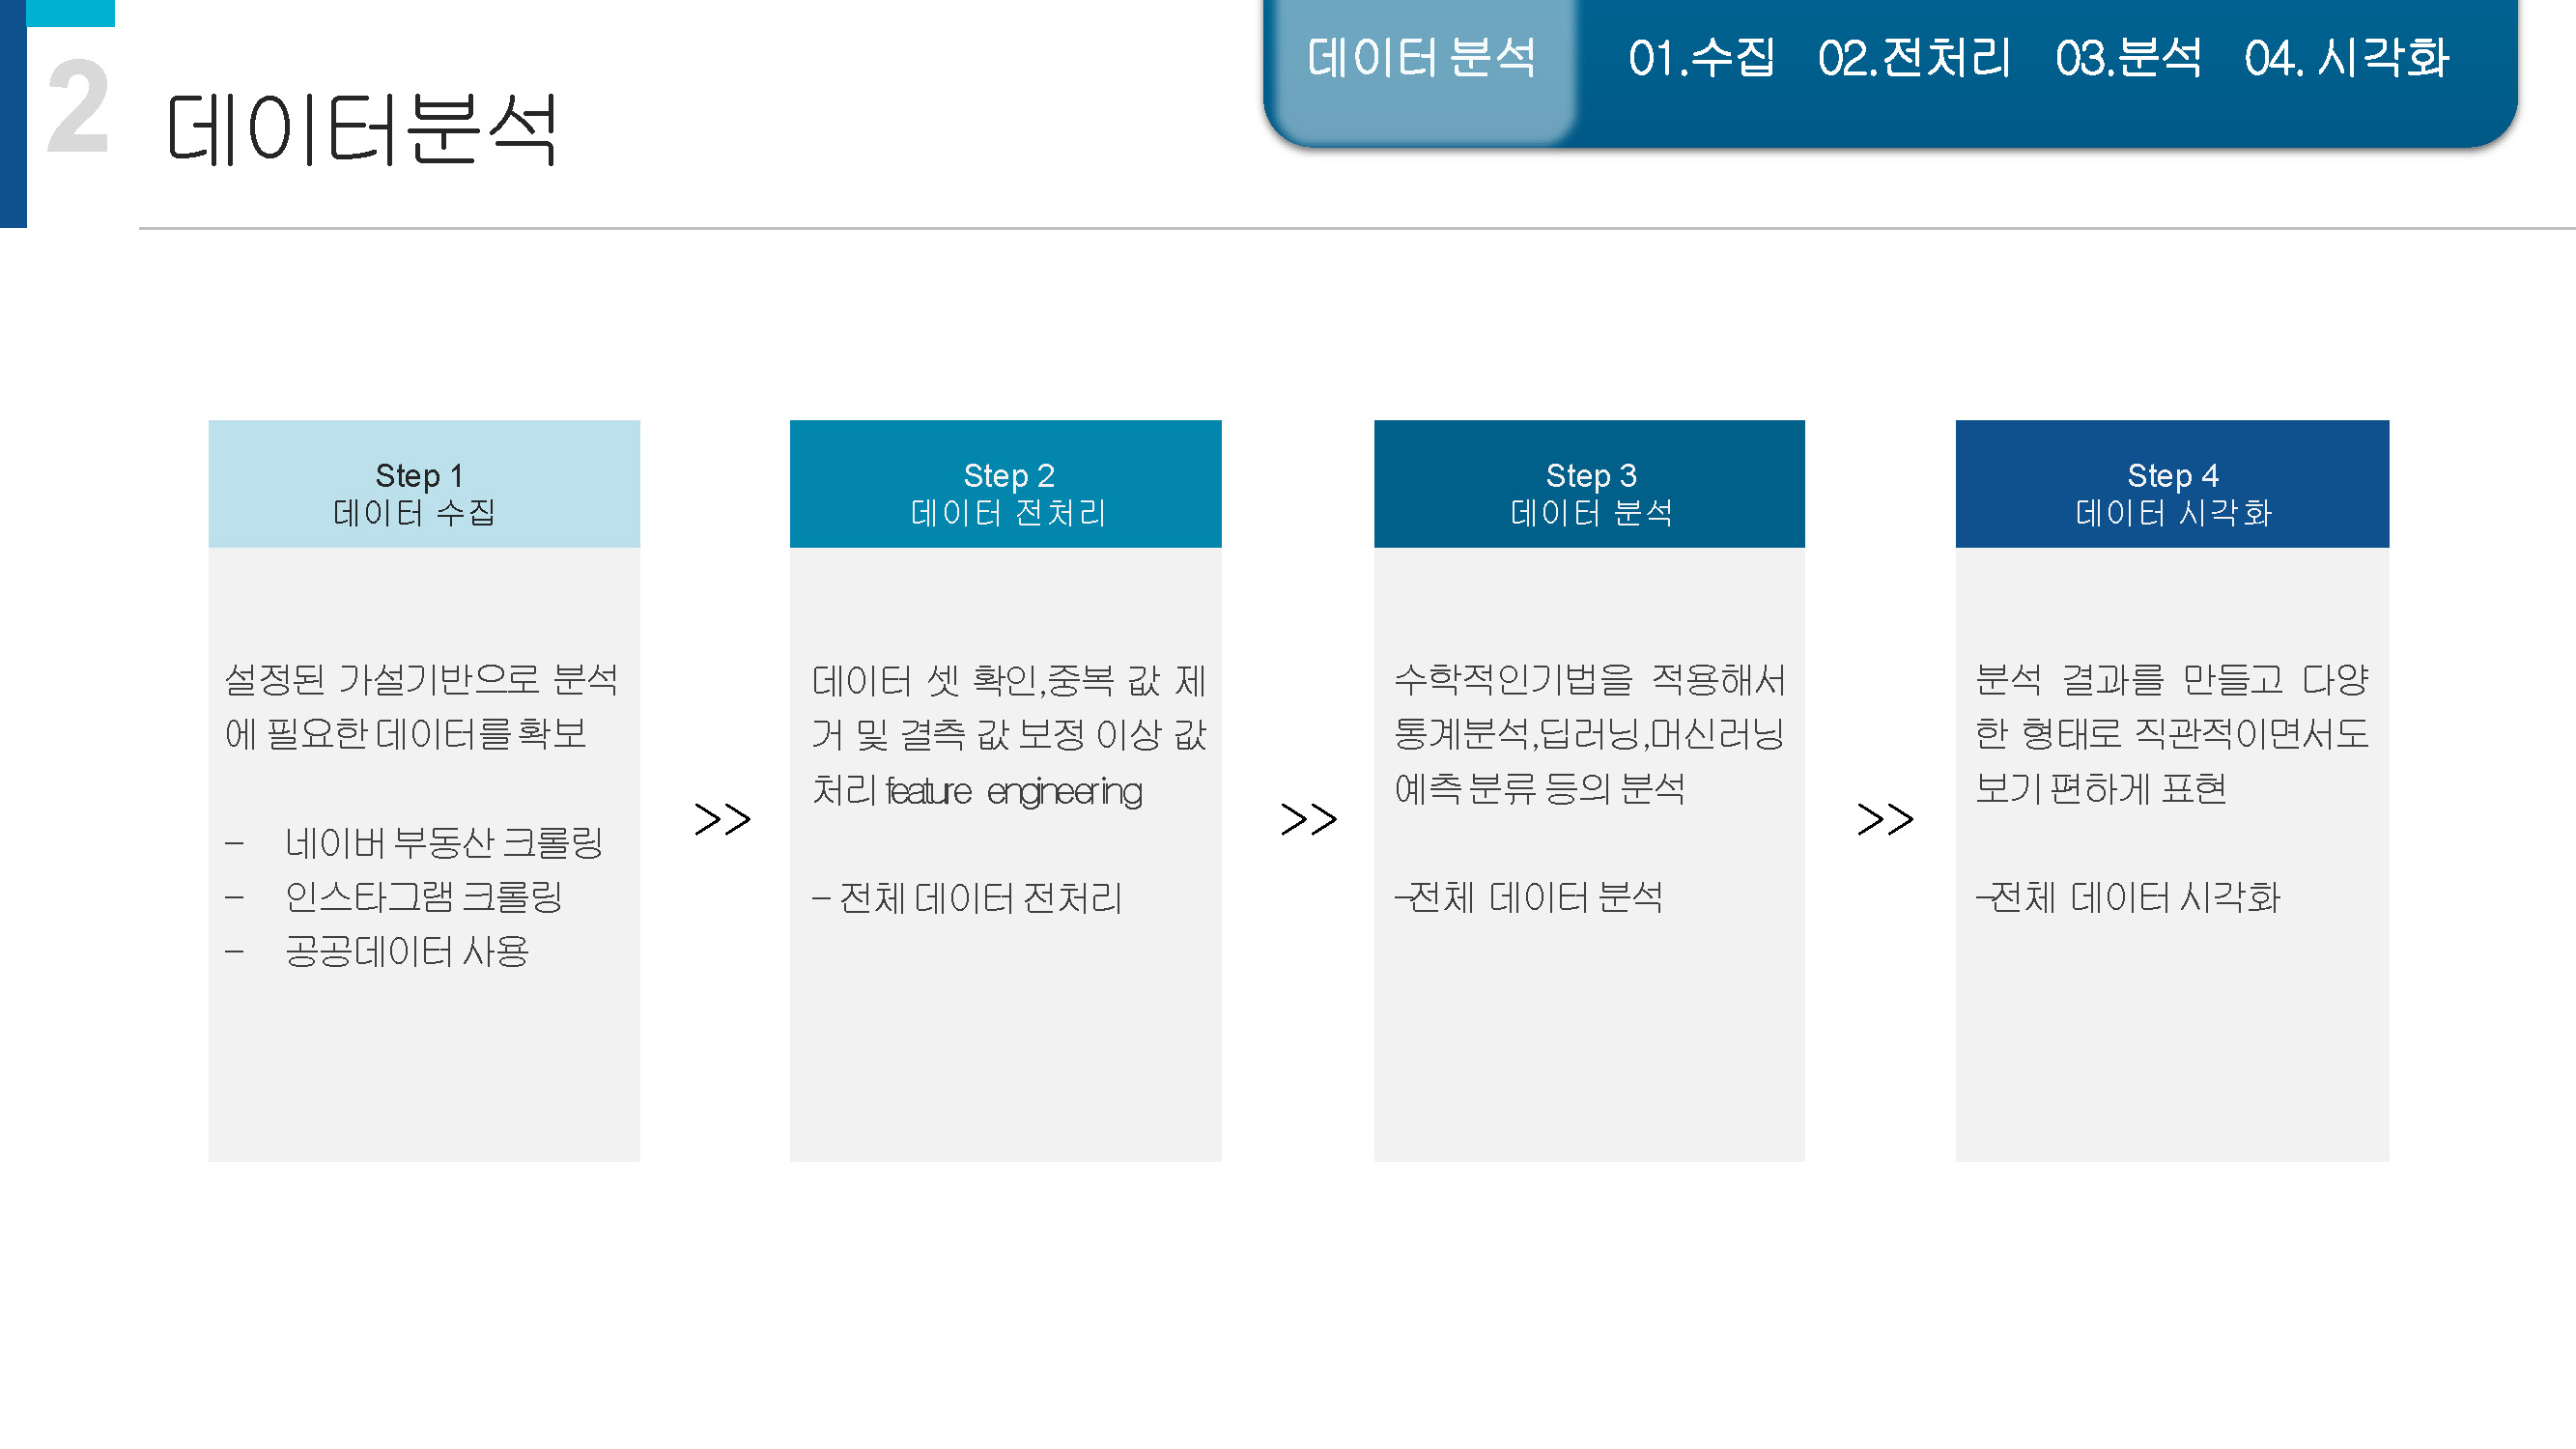 2
데이터분석
데이터 분석
01.수집
02.전처리
03.분석
04. 시각화
Step 1
데이터 수집
설정된 가설기반으로 분석
에 필요한 데이터를 확보
- 네이버 부동산 크롤링
- 인스타그램 크롤링
- 공공데이터 사용
>>
Step 2
데이터 전처리
데이터 셋 확인,중복 값 제
거 및 결측 값 보정 이상 값
처리 feature engineering
- 전체 데이터 전처리
>>
Step 3
데이터 분석
수학적인기법을 적용해서
통계분석,딥러닝,머신러닝
예측 분류 등의 분석
-전체 데이터 분석
>>
Step 4
데이터 시각화
분석 결과를 만들고 다양
한 형태로 직관적이면서도
보기 편하게 표현
-전체 데이터 시각화